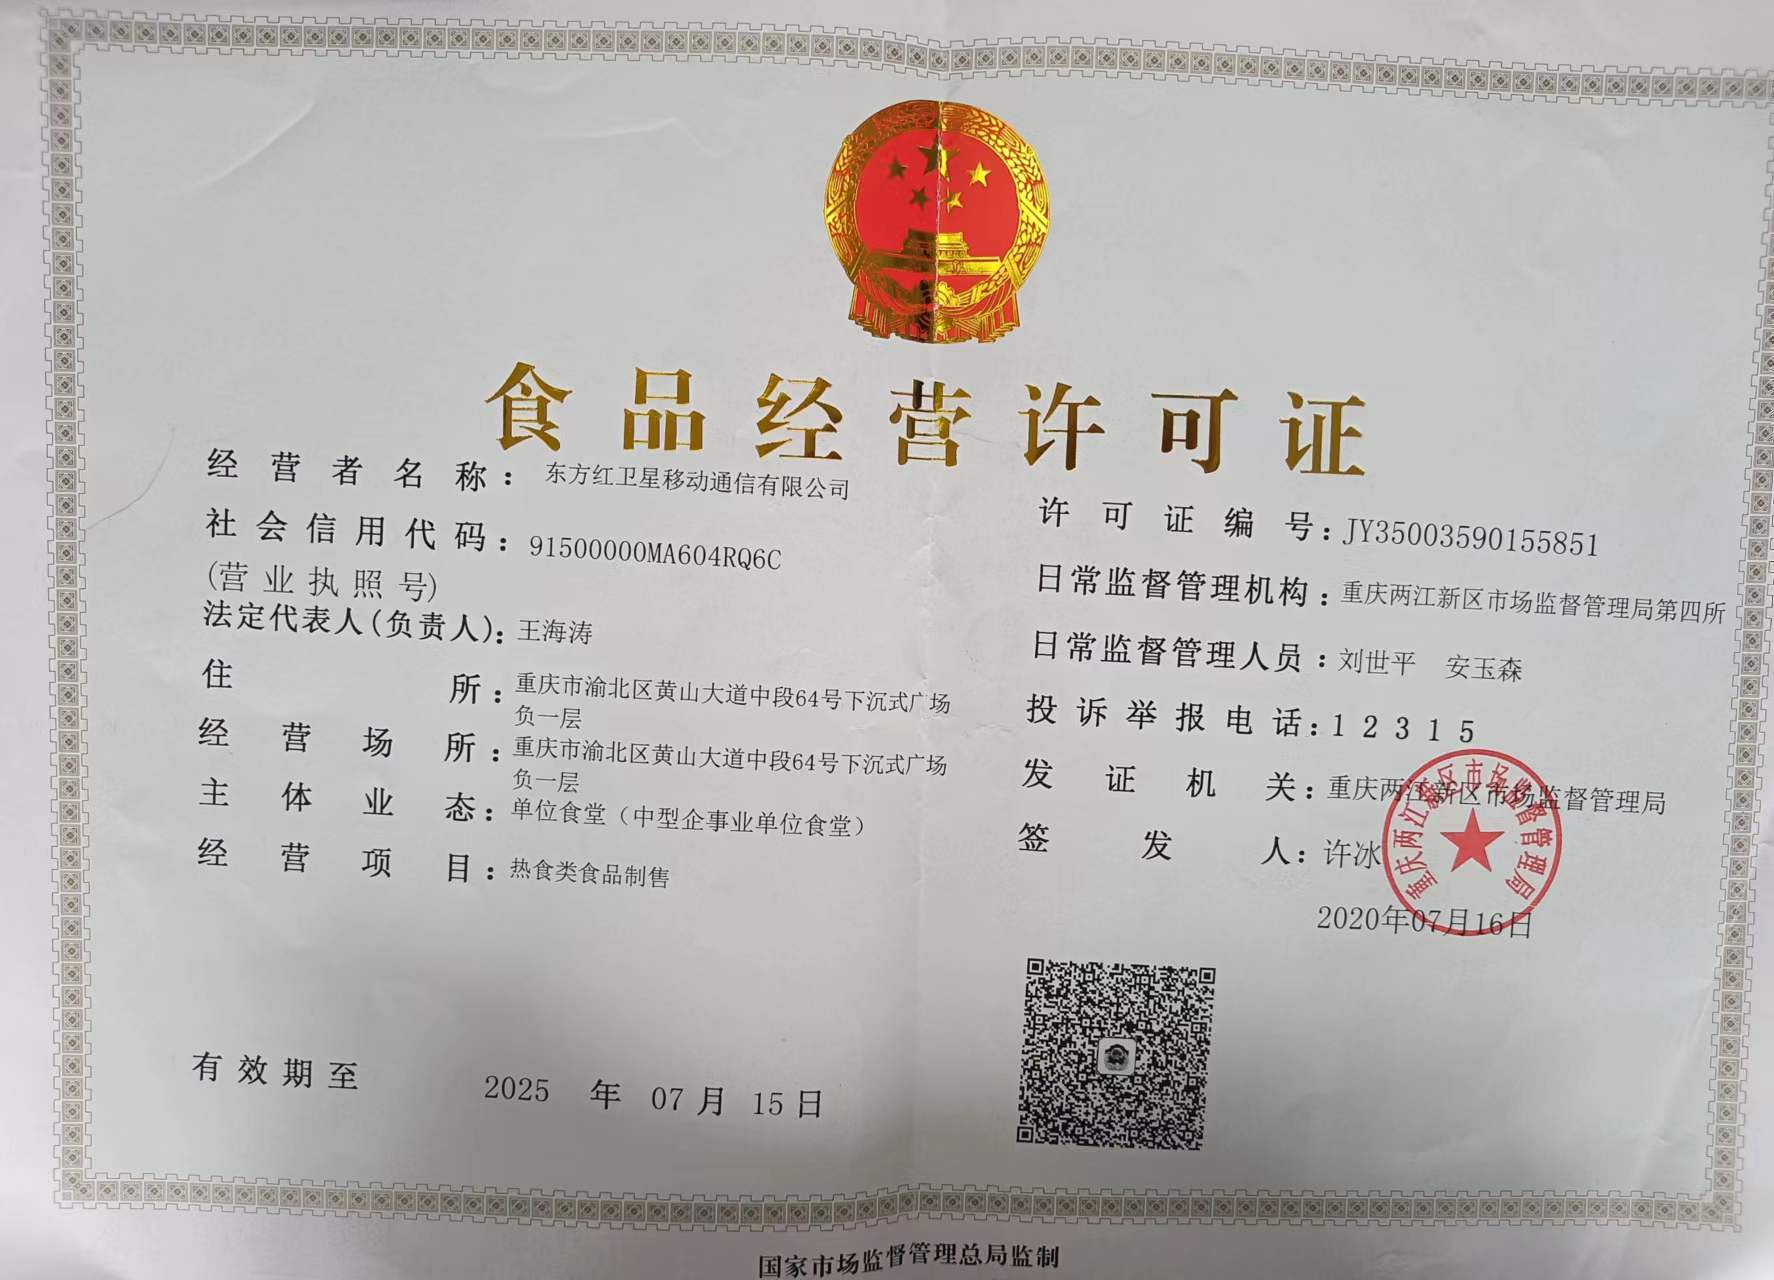 食品经营许可证
经营者名称：东方红卫星移动通信有限公司
社会信用代码：91500000MA604RQ6C
(营业执照号)
法定代表人(负责人)：王海涛
住所：重庆市渝北区黄山大道中段64号下沉式广场
负一层
经营场所：重庆市渝北区黄山大道中段64号下沉式广场
负一层
主体业态：单位食堂（中型企事业单位食堂）
经营项目：热食类食品制售
有效期至 2025 年 07 月 15 日
许可证编号：JY35003590155851
日常监督管理机构：重庆两江新区市场监督管理局第四所
日常监督管理人员：刘世平 安玉森
投诉举报电话：12315
发证机关：重庆两江新区市场监督管理局
签发人：许冰
重庆两江新区市场监督管理局
2020年07月16日
国家市场监督管理总局监制